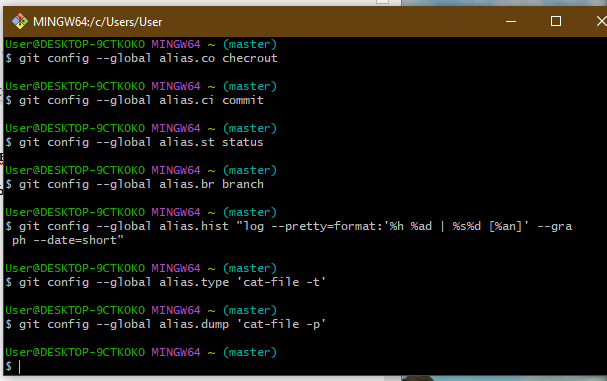 MINGW64:/c/Users/User
User@DESKTOP-9CTKOKO MINGW64 ~ (master)
$ git config --global alias.co checrout
User@DESKTOP-9CTKOKO MINGW64 ~ (master)
$ git config --global alias.ci commit
User@DESKTOP-9CTKOKO MINGW64 ~ (master)
$ git config --global alias.st status
User@DESKTOP-9CTKOKO MINGW64 ~ (master)
$ git config --global alias.br branch
User@DESKTOP-9CTKOKO MINGW64 ~ (master)
$ git config --global alias.hist "log --pretty=format:'%h %ad | %s%d [%an]' --gra
ph --date=short"
User@DESKTOP-9CTKOKO MINGW64 ~ (master)
$ git config --global alias.type 'cat-file -t'
User@DESKTOP-9CTKOKO MINGW64 ~ (master)
$ git config --global alias.dump 'cat-file -p'
User@DESKTOP-9CTKOKO MINGW64 ~ (master)
$